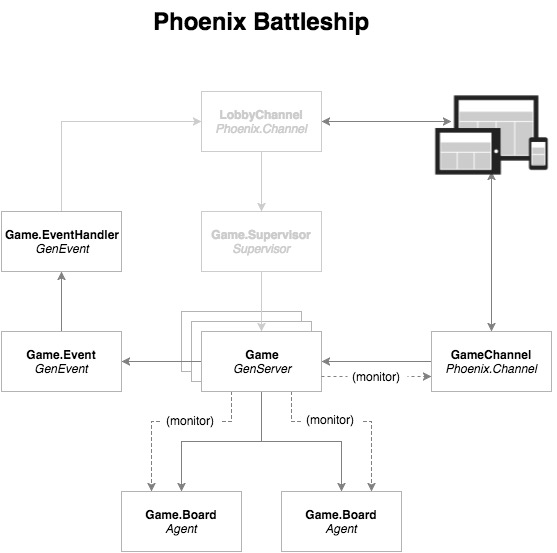 Phoenix Battleship
LobbyChannel
Phoenix.Channel
Game.EventHandler
GenEvent
Game.Supervisor
Supervisor
Game.Event
GenEvent
Game
GenServer
GameChannel
Phoenix.Channel
(monitor)
(monitor)
(monitor)
Game.Board
Agent
Game.Board
Agent